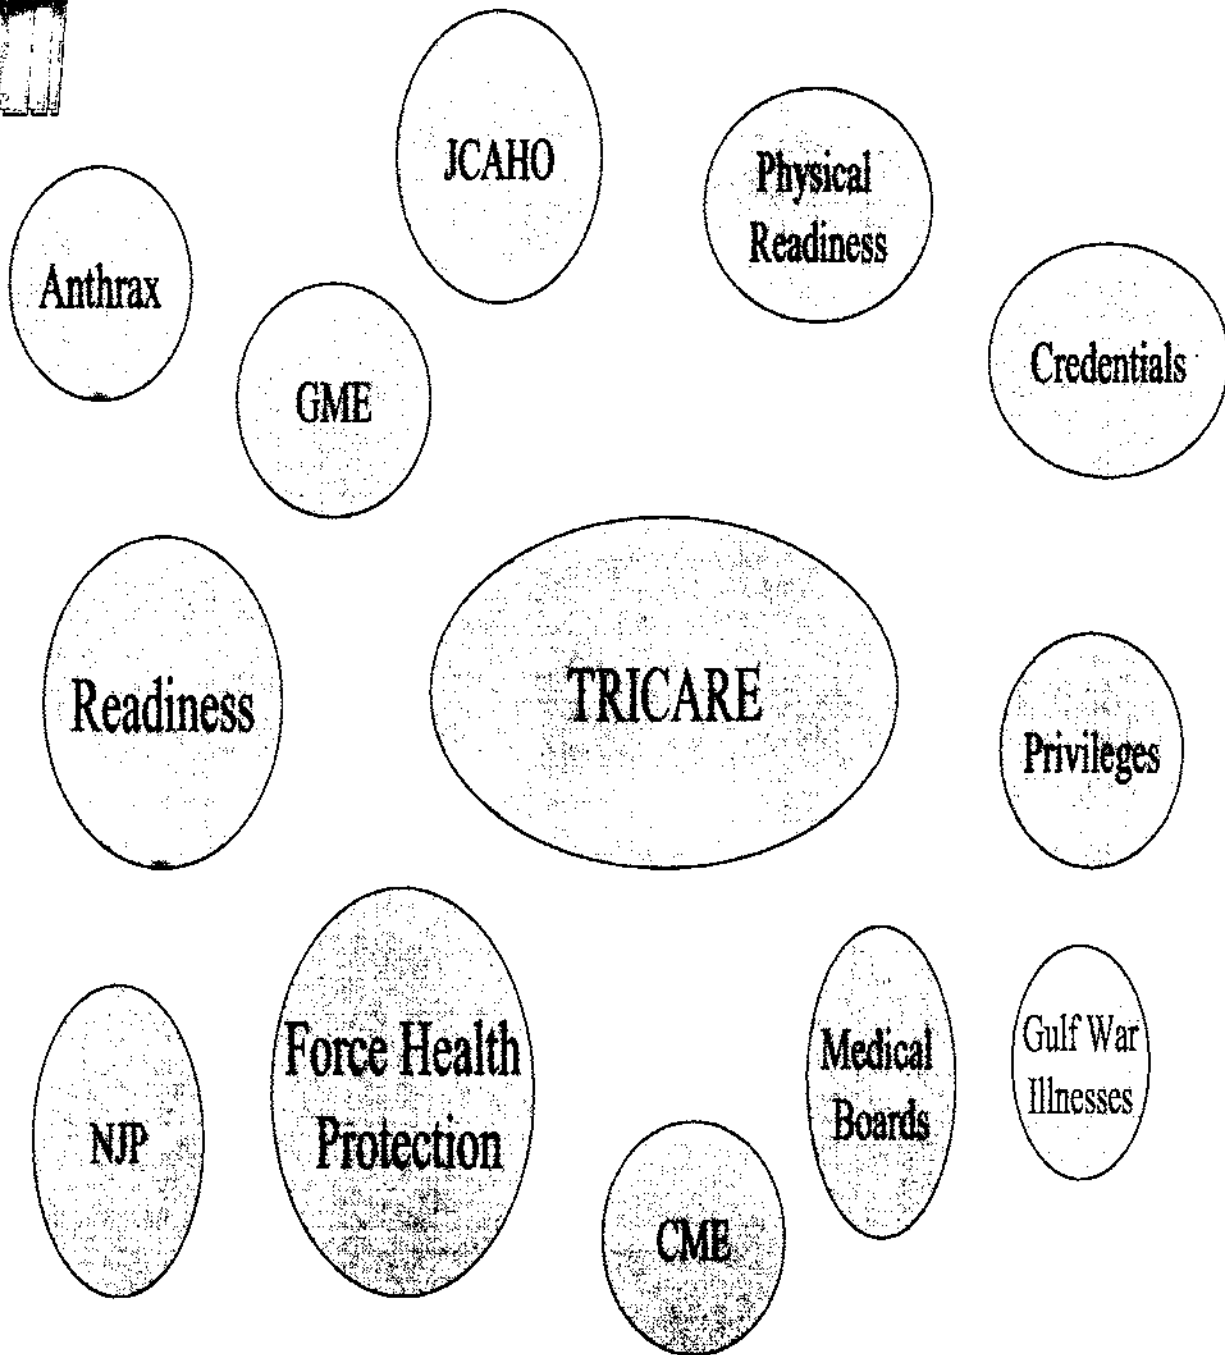 JCAHO
Physical
Readiness
Anthrax
Credentials
GME
TRICARE
Readiness
Privileges
Force Health
Protection
Medical
Boards
Gulf War
Illnesses
NJP
CME